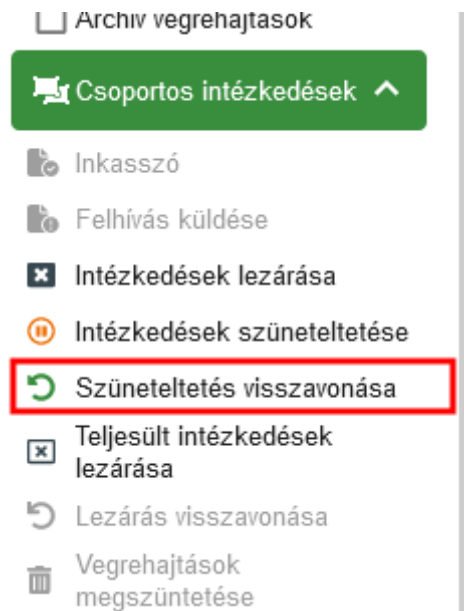 Archív végrehajtások
Csoportos intézkedések
Inkasszó
Felhívás küldése
Intézkedések lezárása
Intézkedések szüneteltetése
Szüneteltetés visszavonása
Teljesült intézkedések
lezárása
Lezárás visszavonása
Végrehajtások
megszüntetése